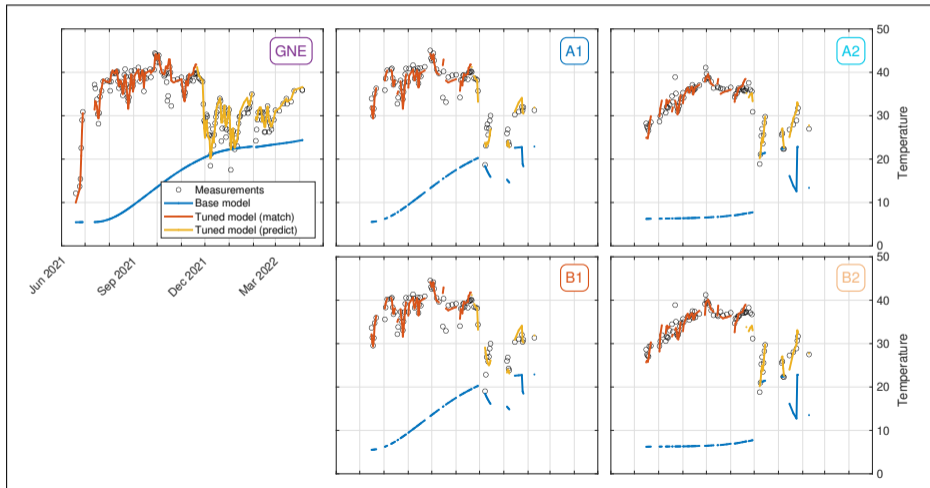 GNE
A1
A2
50
40
30
20
10
0
Temperature
Measurements
Base model
Tuned model (match)
Tuned model (predict)
Jun 2021
Sep 2021
Dec 2021
Mar 2022
B1
B2
50
40
30
20
10
0
Temperature